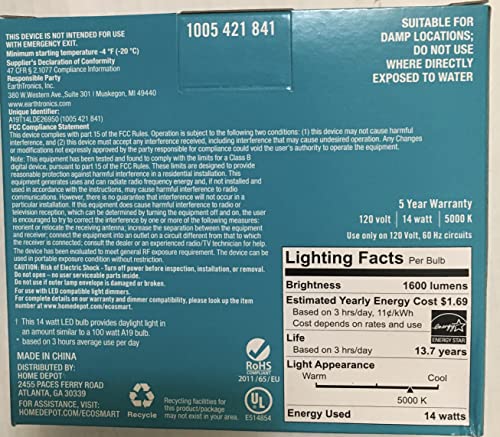 THIS DEVICE IS NOT INTENDED FOR USE
WITH EMERGENCY EXIT.
Minimum starting temperature -4 °F (-20 °C)
Supplier's Declaration of Conformity
47 CFR § 2.1077 Compliance Information
Responsible Party
EarthTronics, Inc.
380 W.Western Ave.,Suite 301 | Muskegon, MI 49440
www.earthtronics.com
Unique Identifier:
A19T14LDE26950 (1005 421 841)
FCC Compliance Statement
This device complies with part 15 of the FCC Rules. Operation is subject to the following two conditions: (1) this device may not cause harmful
interference, and (2) this device must accept any interference received, including interference that may cause undesired operation. Any Changes
or modifications not expressly approved by the party responsible for compliance could void the user's authority to operate the equipment.
Note: This equipment has been tested and found to comply with the limits for a Class B
digital device, pursuant to part 15 of the FCC Rules. These limits are designed to provide
reasonable protection against harmful interference in a residential installation. This
equipment generates uses and can radiate radio frequency energy and, if not installed and
used in accordance with the instructions, may cause harmful interference to radio
communications. However, there is no guarantee that interference will not occur in a
particular installation. If this equipment does cause harmful interference to radio or
television reception, which can be determined by turning the equipment off and on, the user
is encouraged to try to correct the interference by one or more of the following measures:
reorient or relocate the receiving antenna; increase the separation between the equipment and
receiver; connect the equipment into an outlet on a circuit different from that to which
the receiver is connected; consult the dealer or an experienced radio/TV technician for help.
The device has been evaluated to meet general RF exposure requirement. The device can be used
in portable exposure condition without restriction.
CAUTION: Risk of Electric Shock - Turn off power before inspection, installation, or removal.
Do not open – no user serviceable parts inside.
Do not use if outer lamp envelope is damaged or broken.
For use with LED compatible light dimmers.
For complete details on our warranty and dimmer compatibility, please look up the item
number at www.homedepot.com/ecosmart.
† This 14 watt LED bulb provides daylight light in
an amount similar to a 100 watt A19 bulb.
* based on 3 hours average use per day
MADE IN CHINA
DISTRIBUTED BY:
HOME DEPOT
2455 PACES FERRY ROAD
ATLANTA, GA 30339
FOR ASSISTANCE, VISIT:
HOMEDEPOT.COM/ECOSMART
1005 421 841
SUITABLE FOR
DAMP LOCATIONS;
DO NOT USE
WHERE DIRECTLY
EXPOSED TO WATER
5 Year Warranty
120 volt | 14 watt | 5000 K
Use only on 120 Volt, 60 Hz circuits
RoHS
COMPLIANT
2011/65/EU
Recycle
Recycling facilities for
this product/packaging
may not exist in your area.
UL
E514854
Lighting Facts Per Bulb
Brightness 1600 lumens
Estimated Yearly Energy Cost $1.69
Based on 3 hrs/day, 11¢/kWh
Cost depends on rates and use
energy
ENERGY STAR
Life
Based on 3 hrs/day 13.7 years
Light Appearance
Warm Cool
5000 K
Energy Used 14 watts